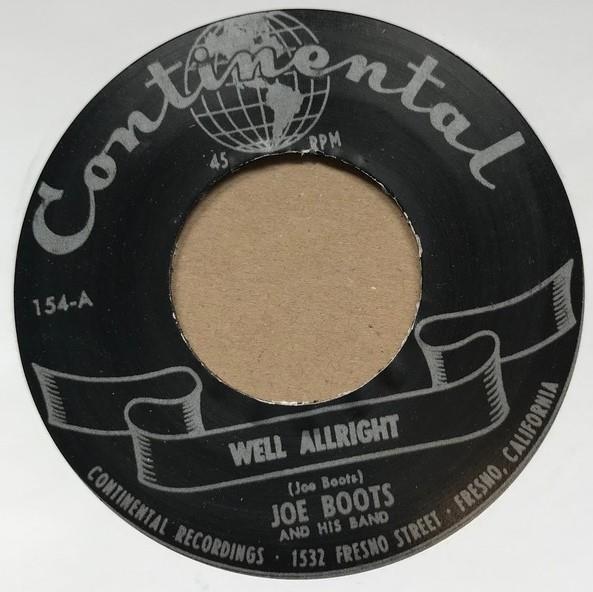 Continental
45 RPM
154-A
WELL ALLRIGHT
(Joe Boots)
JOE BOOTS
AND HIS BAND
CONTINENTAL RECORDINGS · 1532 FRESNO STREET · FRESNO, CALIFORNIA